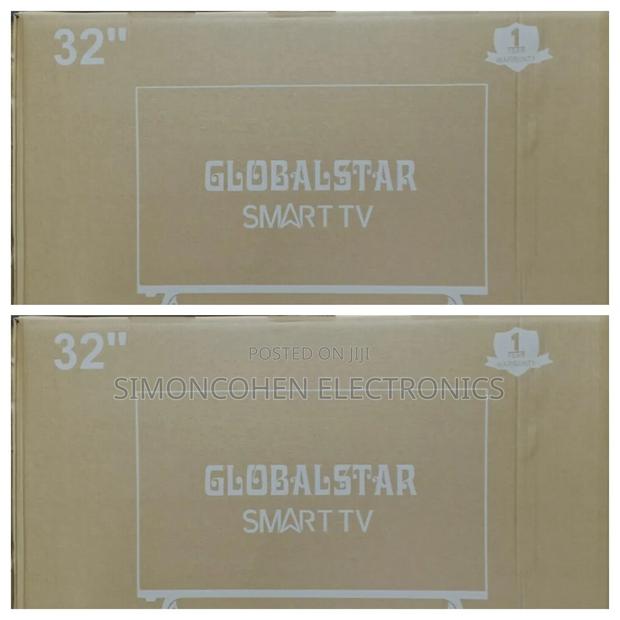 32"
1
YEAR
WARRANTY
GLOBALSTAR
SMART TV
32"
1
YEAR
WARRANTY
POSTED ON JIJI
SIMONCOHEN ELECTRONICS
GLOBALSTAR
SMART TV